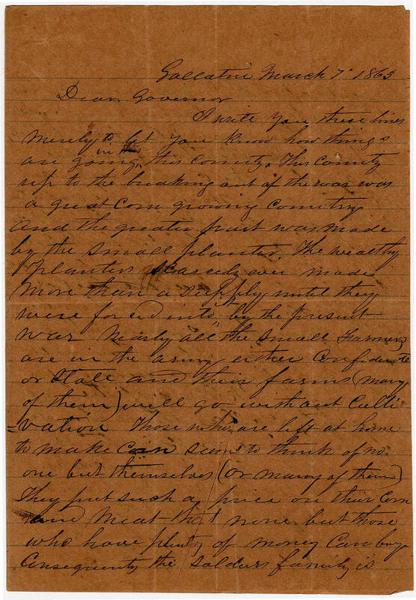 Gallatin March 7" 1863
Dear Governor
I write you these lines
merely to let you know how things
are going in this County. This County
up to the breaking out of the war was
a great Corn growing Country
and the greater part was made
by the small planter. The wealthy
planters scarcely ever made
more than a supply until they
were forced into it by the present
war Nearly all the small farmers
are in the army either Confederate
or State and their farms (many
of them) will go without Culti
=vation Those who are left at home
to make corn seem to think of no
one but themselves (or many of them)
They put such a price on their Corn
and Meat that none but those
who have plenty of money can buy.
Consequently the soldiers family is